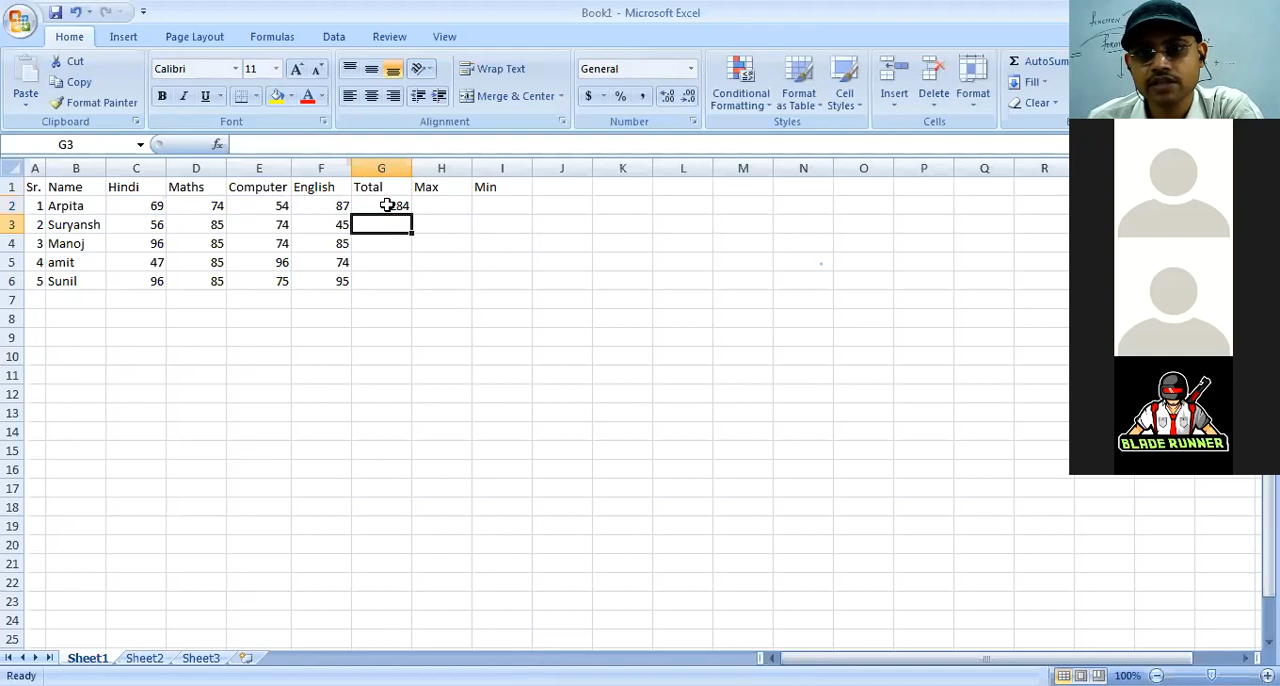 Book1 - Microsoft Excel
Home Insert Page Layout Formulas Data Review View
Paste Cut Copy Format Painter Clipboard
Calibri 11 A A B I U A Font
Wrap Text Merge & Center Alignment
General $ % , Number
Conditional Formatting Format as Table Cell Styles Styles
Insert Delete Format Cells
Σ AutoSum Fill Clear
G3 fx
A B C D E F G H I J K L M N O P Q R
1 Sr. Name Hindi Maths Computer English Total Max Min
2 1 Arpita 69 74 54 87 284
3 2 Suryansh 56 85 74 45
4 3 Manoj 96 85 74 85
5 4 amit 47 85 96 74
6 5 Sunil 96 85 75 95
7
8
9
10
11
12
13
14
15
16
17
18
19
20
21
22
23
24
25
Sheet1 Sheet2 Sheet3
Ready 100%
BLADE RUNNER